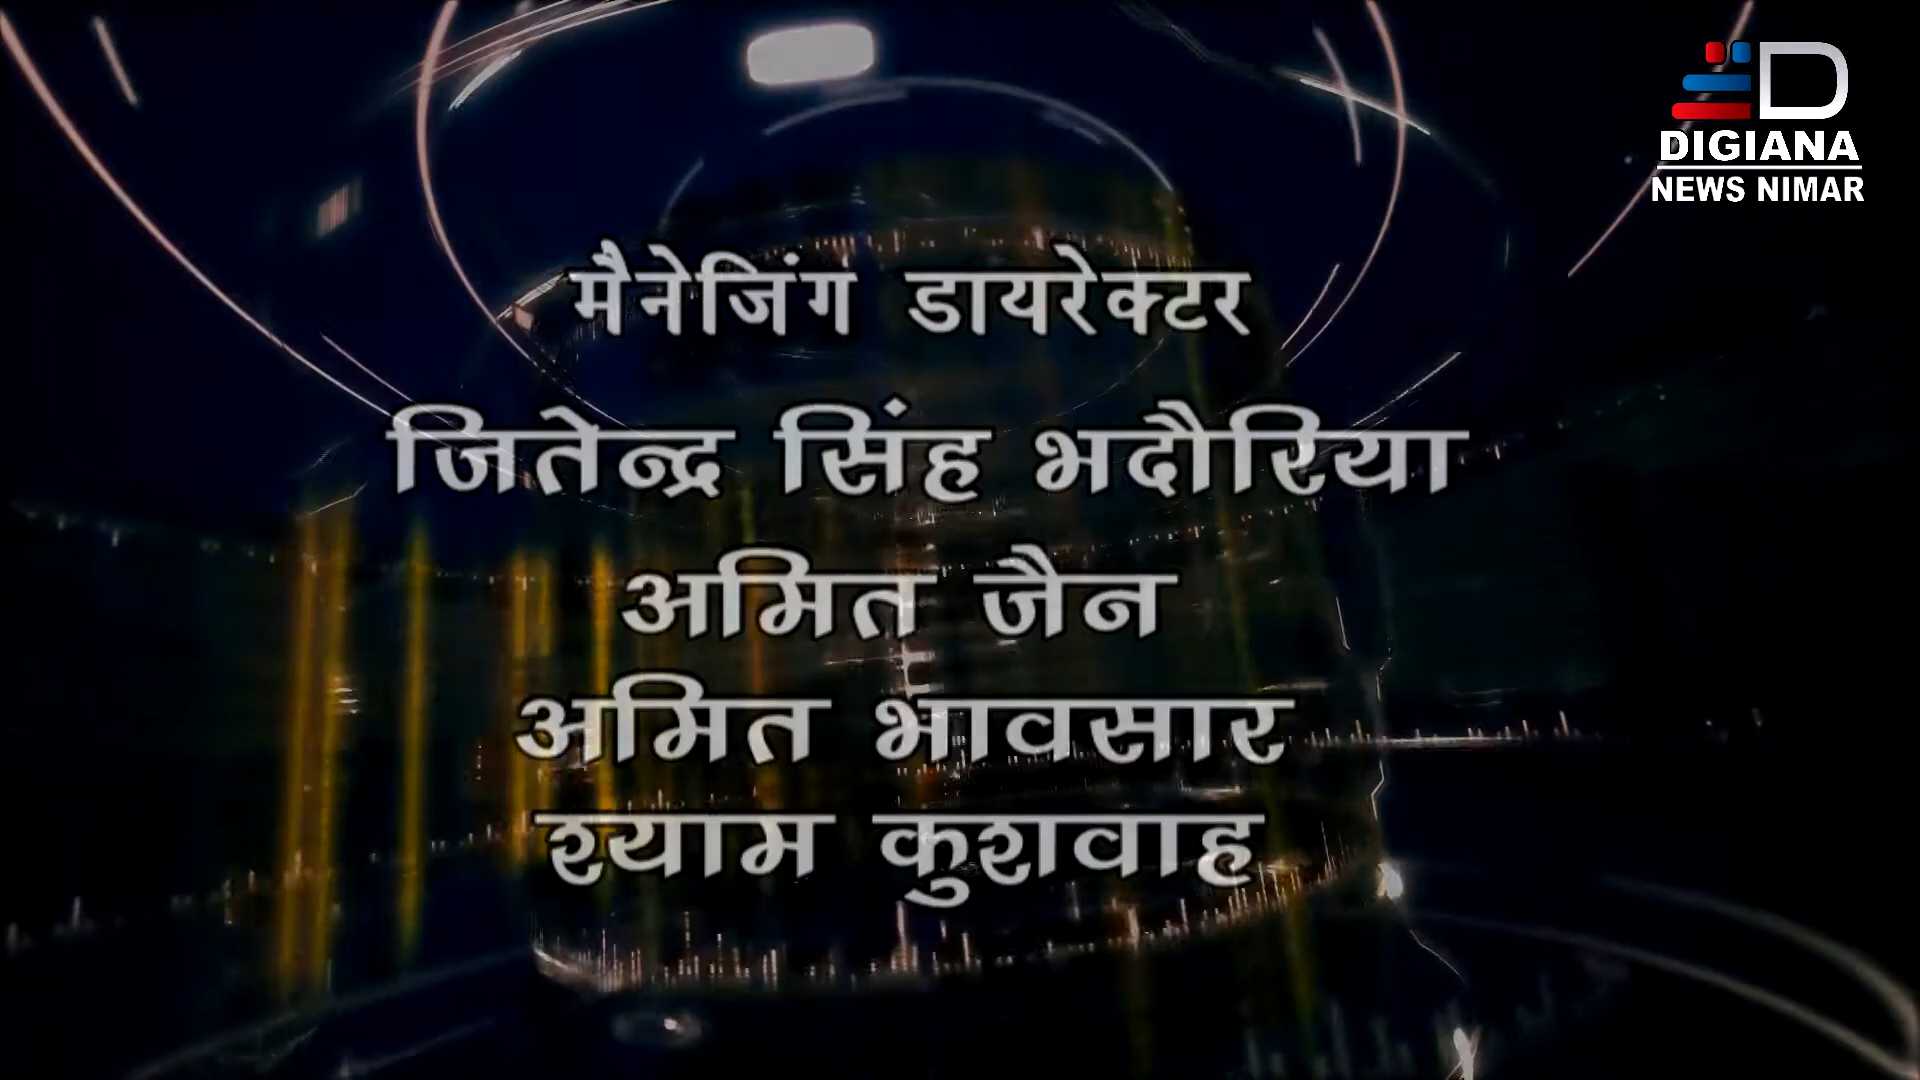 DIGIANA
NEWS NIMAR
मैनेजिंग डायरेक्टर
जितेन्द्र सिंह भदौरिया
अमित जैन
अमित भावसार
श्याम कुशवाह